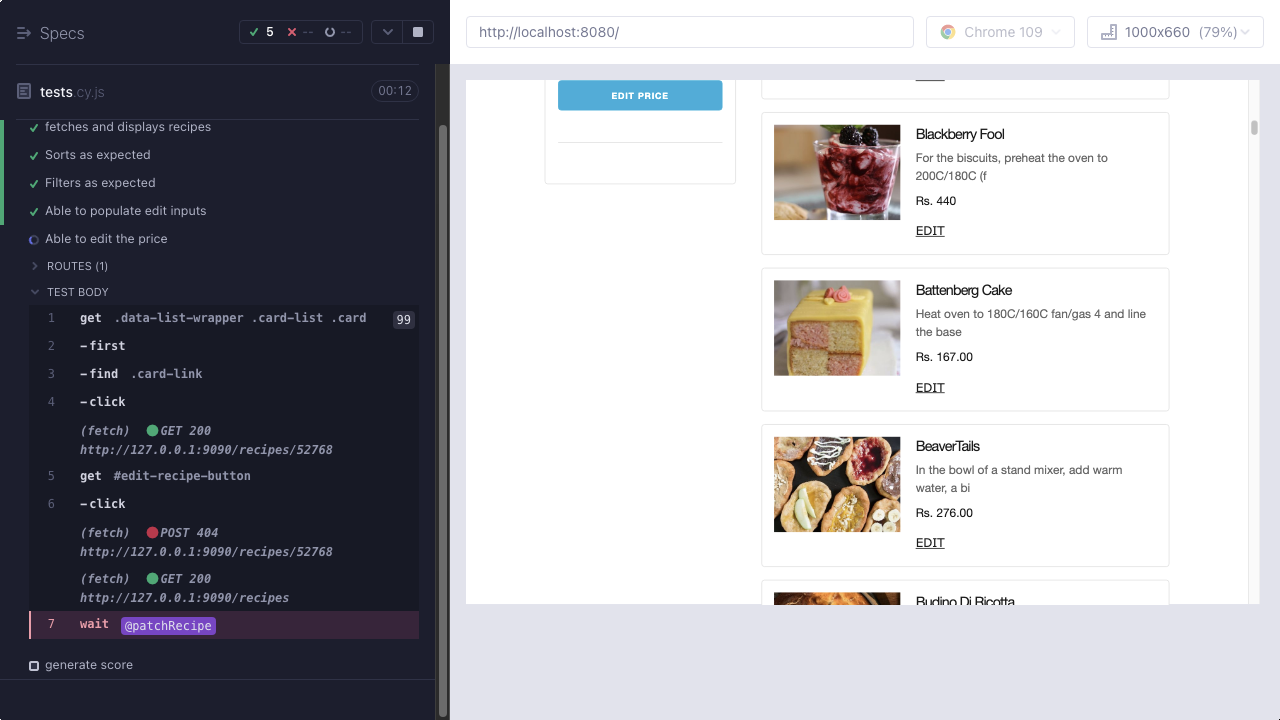 Specs
5 -- --
tests.cy.js
00:12
fetches and displays recipes
Sorts as expected
Filters as expected
Able to populate edit inputs
Able to edit the price
ROUTES (1)
TEST BODY
1 get .data-list-wrapper .card-list .card 99
2 -first
3 -find .card-link
4 -click
(fetch) GET 200
http://127.0.0.1:9090/recipes/52768
5 get #edit-recipe-button
6 -click
(fetch) POST 404
http://127.0.0.1:9090/recipes/52768
(fetch) GET 200
http://127.0.0.1:9090/recipes
7 wait @patchRecipe
generate score
http://localhost:8080/
Chrome 109
1000x660 (79%)
EDIT PRICE
Blackberry Fool
For the biscuits, preheat the oven to
200C/180C (f
Rs. 440
EDIT
Battenberg Cake
Heat oven to 180C/160C fan/gas 4 and line
the base
Rs. 167.00
EDIT
BeaverTails
In the bowl of a stand mixer, add warm
water, a bi
Rs. 276.00
EDIT
Budino Di Ricotta